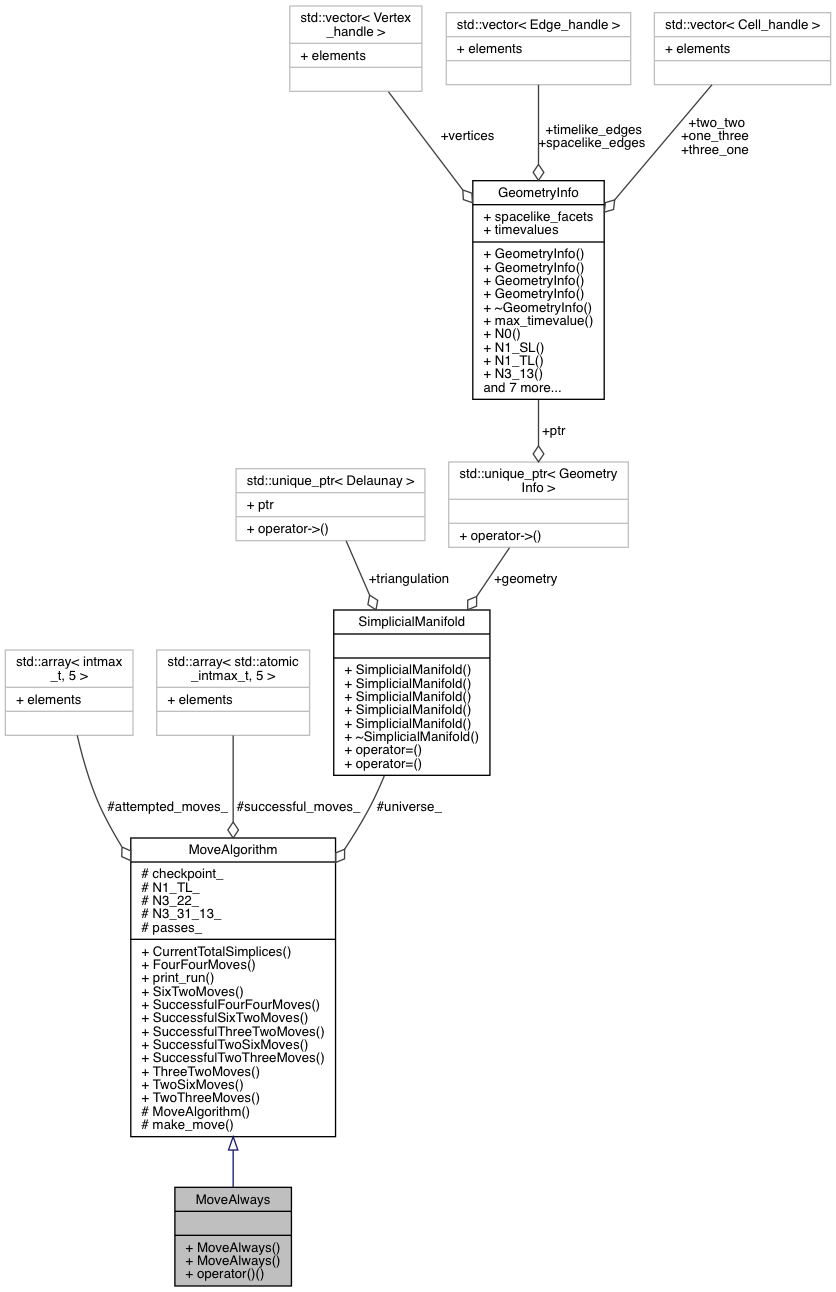 std::vector< Vertex
_handle >
+ elements
std::vector< Edge_handle >
+ elements
std::vector< Cell_handle >
+ elements
+vertices
+timelike_edges
+spacelike_edges
+two_two
+one_three
+three_one
GeometryInfo
+ spacelike_facets
+ timevalues
+ GeometryInfo()
+ GeometryInfo()
+ GeometryInfo()
+ GeometryInfo()
+ ~GeometryInfo()
+ max_timevalue()
+ N0()
+ N1_SL()
+ N1_TL()
+ N3_13()
and 7 more...
+ptr
std::unique_ptr< Delaunay >
+ ptr
+ operator->()
std::unique_ptr< Geometry
Info >
+ operator->()
+triangulation
+geometry
SimplicialManifold
+ SimplicialManifold()
+ SimplicialManifold()
+ SimplicialManifold()
+ SimplicialManifold()
+ SimplicialManifold()
+ ~SimplicialManifold()
+ operator=()
+ operator=()
std::array< intmax
_t, 5 >
+ elements
std::array< std::atomic
_intmax_t, 5 >
+ elements
#attempted_moves_
#successful_moves_
#universe_
MoveAlgorithm
# checkpoint_
# N1_TL_
# N3_22_
# N3_31_13_
# passes_
+ CurrentTotalSimplices()
+ FourFourMoves()
+ print_run()
+ SixTwoMoves()
+ SuccessfulFourFourMoves()
+ SuccessfulSixTwoMoves()
+ SuccessfulThreeTwoMoves()
+ SuccessfulTwoSixMoves()
+ SuccessfulTwoThreeMoves()
+ ThreeTwoMoves()
+ TwoSixMoves()
+ TwoThreeMoves()
# MoveAlgorithm()
# make_move()
MoveAlways
+ MoveAlways()
+ MoveAlways()
+ operator()()